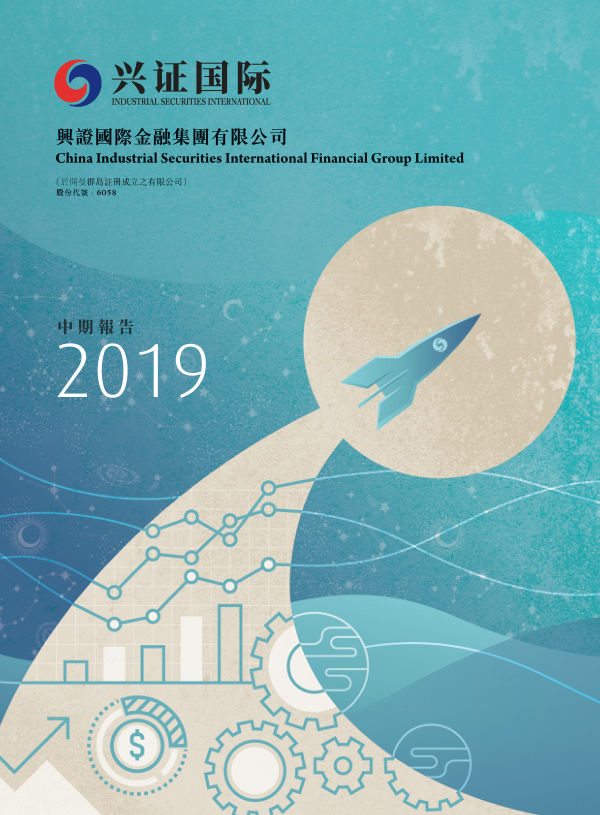 兴证国际
INDUSTRIAL SECURITIES INTERNATIONAL
興證國際金融集團有限公司
China Industrial Securities International Financial Group Limited
（於開曼群島註冊成立之有限公司）
股份代號：6058
中期報告
2019
$